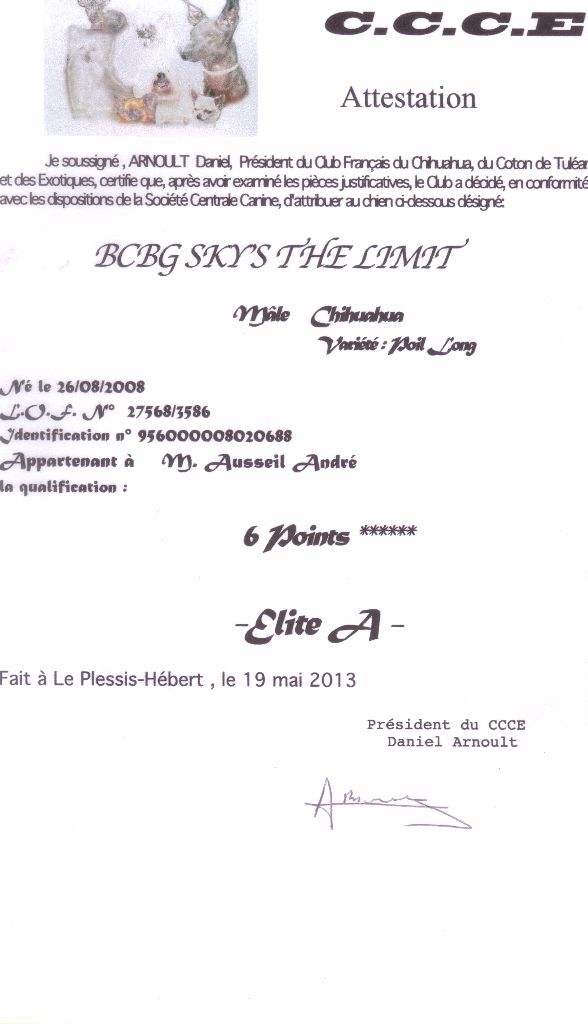 C.C.C.E
Attestation
Je soussigné , ARNOULT Daniel, Président du Club Français du Chihuahua, du Coton de Tuléar
et des Exotiques, certifie que, après avoir examiné les pièces justificatives, le Club a décidé, en conformité
avec les dispositions de la Société Centrale Canine, d'attribuer au chien ci-dessous désigné:
BCBG SKY'S THE LIMIT
Mâle Chihuahua
Variété : Poil Long
Né le 26/08/2008
L.O.F. N° 27568/3586
Identification n° 956000008020688
Appartenant à M. Ausseil André
la qualification :
6 Points ******
-Elite A -
Fait à Le Plessis-Hébert , le 19 mai 2013
Président du CCCE
Daniel Arnoult